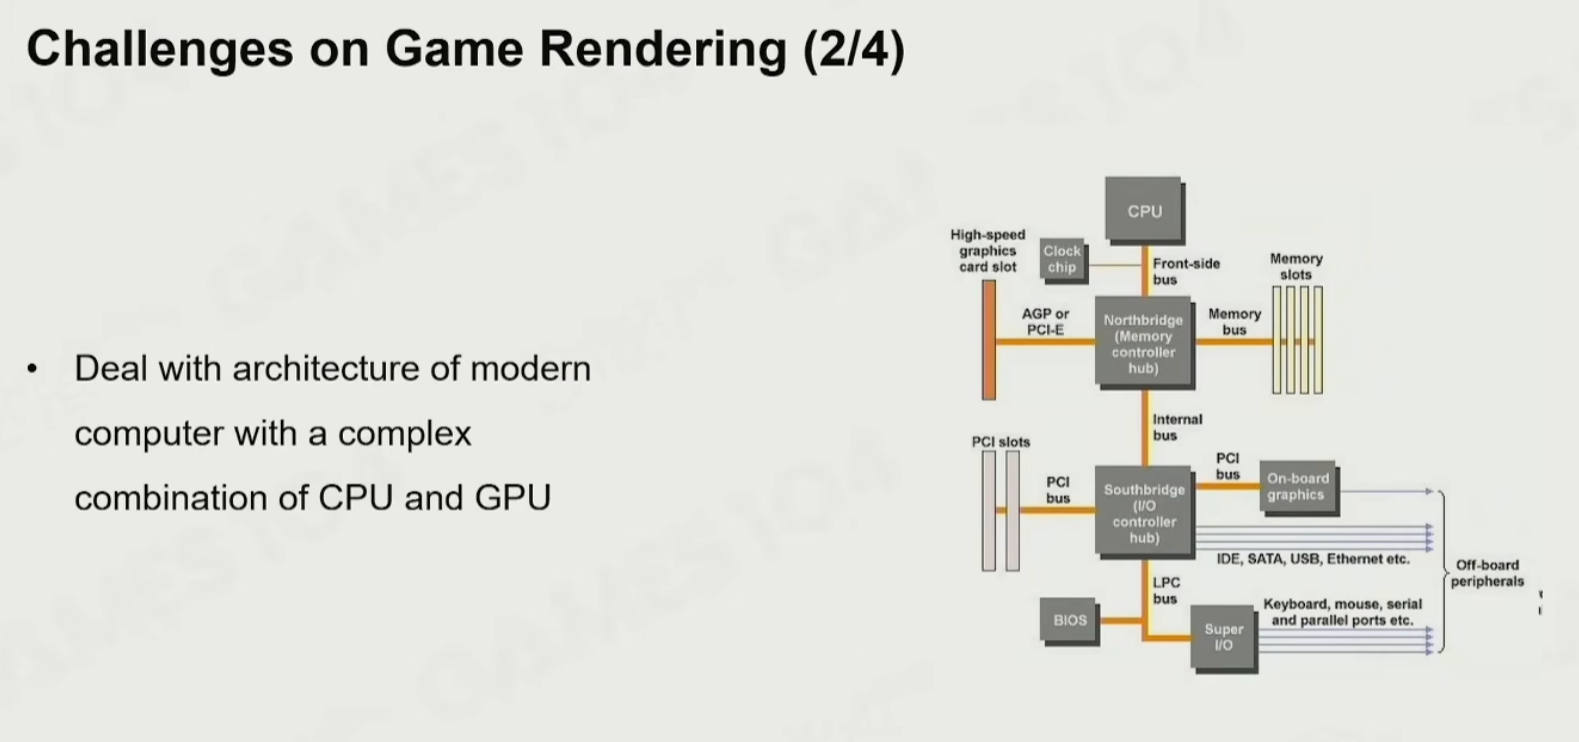 Challenges on Game Rendering (2/4)
• Deal with architecture of modern
computer with a complex
combination of CPU and GPU
CPU
High-speed
graphics
card slot
Clock
chip
Front-side
bus
Memory
slots
AGP or
PCI-E
Northbridge
(Memory
controller
hub)
Memory
bus
Internal
bus
PCI slots
PCI
bus
Southbridge
(I/O
controller
hub)
PCI
bus
On-board
graphics
IDE, SATA, USB, Ethernet etc.
Off-board
peripherals
LPC
bus
BIOS
Super
I/O
Keyboard, mouse, serial
and parallel ports etc.
GAMES 104